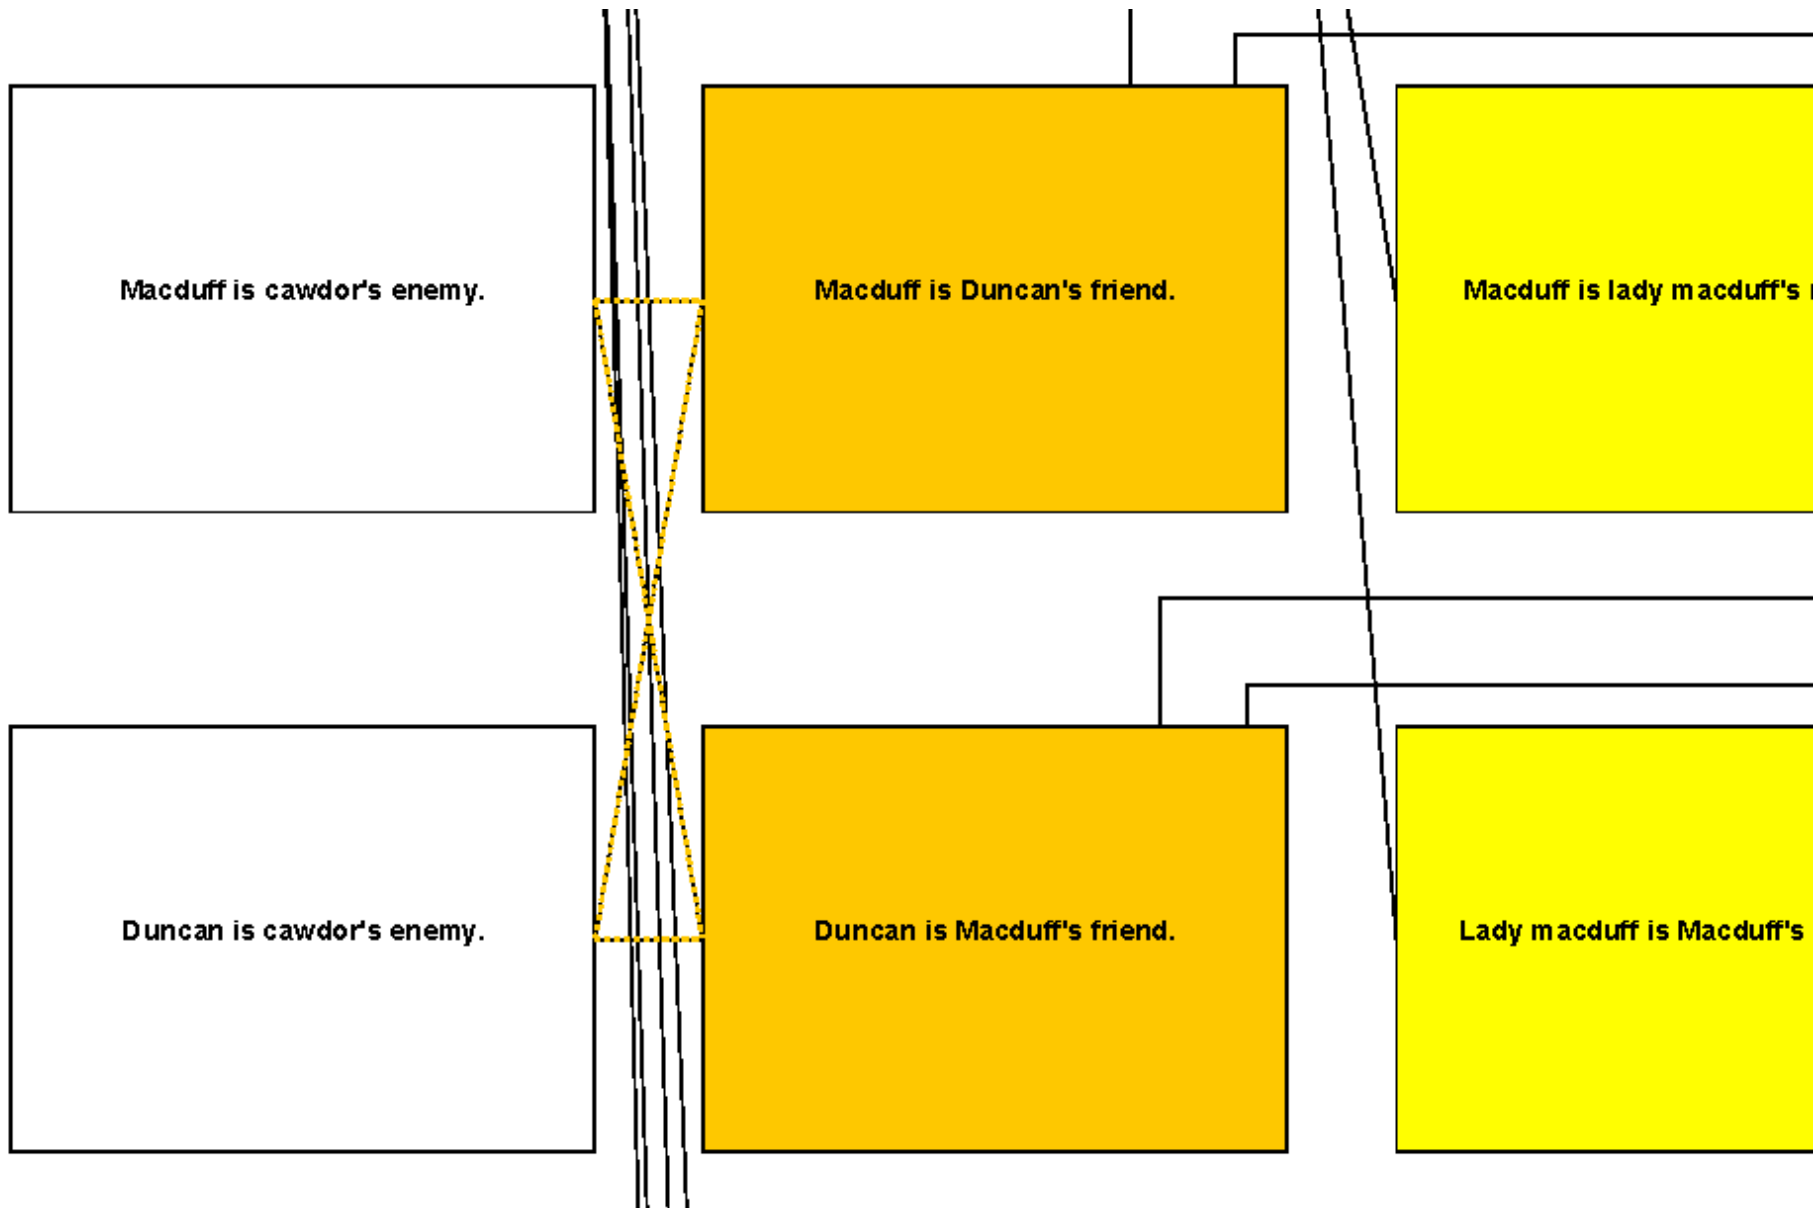 Macduff is cawdor's enemy.
Macduff is Duncan's friend.
Macduff is lady macduff's
Duncan is cawdor's enemy.
Duncan is Macduff's friend.
Lady macduff is Macduff's